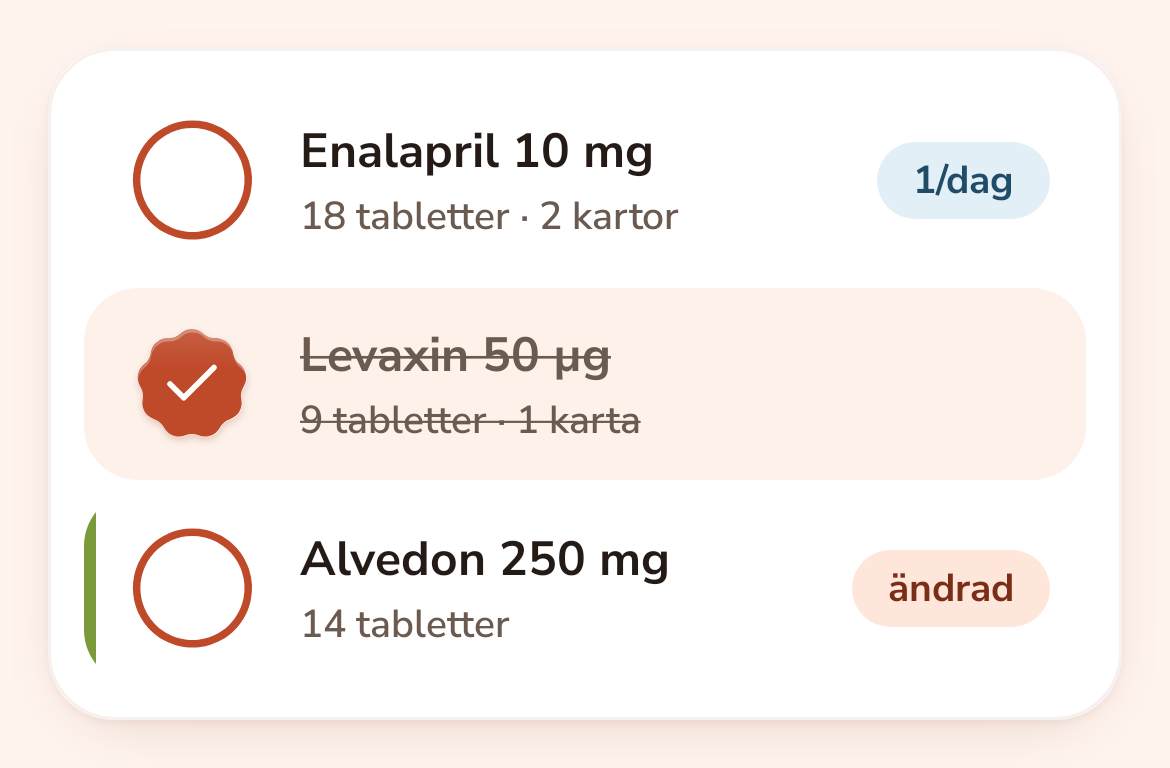 Enalapril 10 mg
18 tabletter · 2 kartor
1/dag
Levaxin 50 µg
9 tabletter · 1 karta
Alvedon 250 mg
14 tabletter
ändrad